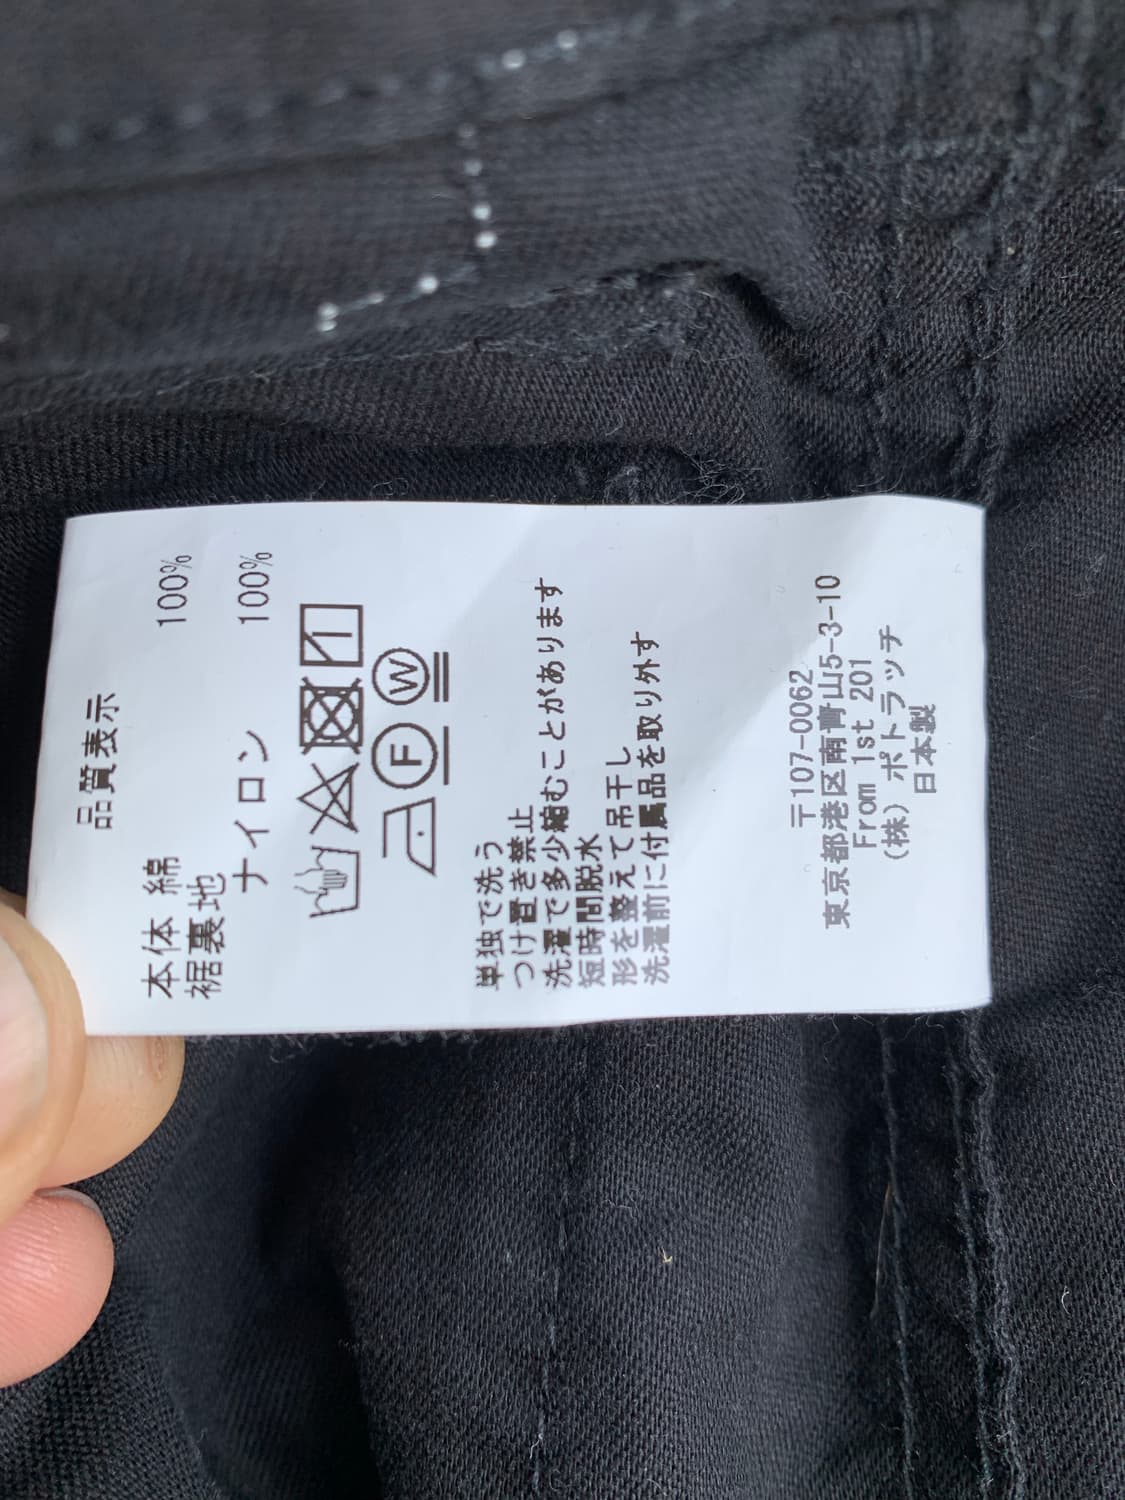 品質表示
本体 綿 100%
裾裏地
ナイロン 100%
F W
単独で洗う
つけ置き禁止
洗濯で多少縮むことがあります
短時間脱水
形を整えて吊干し
洗濯前に付属品を取り外す
〒107-0062
東京都港区南青山5-3-10
From 1st 201
(株) ポトラッチ
日本製